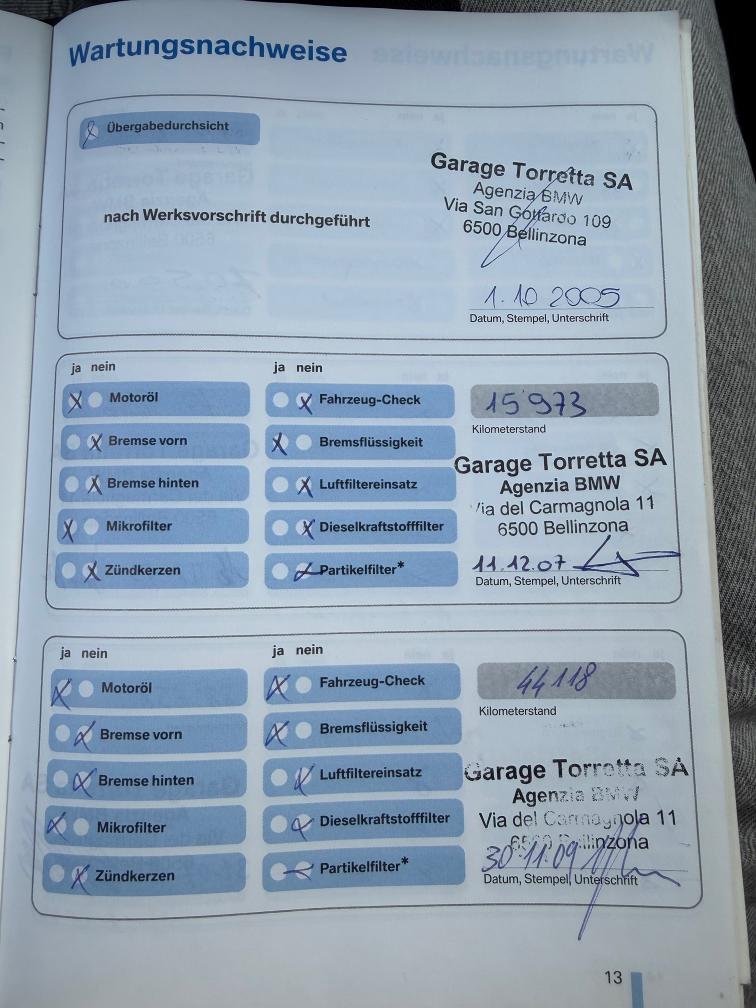 Wartungsnachweise
Übergabedurchsicht
nach Werksvorschrift durchgeführt
Garage Torretta SA
Agenzia BMW
Via San Gottardo 109
6500 Bellinzona
1.10 2005
Datum, Stempel, Unterschrift
ja nein
ja nein
X Motoröl
X Fahrzeug-Check
15'973
Kilometerstand
X Bremse vorn
X Bremsflüssigkeit
X Bremse hinten
X Luftfiltereinsatz
Garage Torretta SA
Agenzia BMW
Via del Carmagnola 11
6500 Bellinzona
X Mikrofilter
X Dieselkraftstofffilter
X Zündkerzen
Partikelfilter*
11.12.07
Datum, Stempel, Unterschrift
ja nein
ja nein
X Motoröl
X Fahrzeug-Check
44118
Kilometerstand
X Bremse vorn
X Bremsflüssigkeit
X Bremse hinten
X Luftfiltereinsatz
Garage Torretta SA
Agenzia BMW
Via del Carmagnola 11
6500 Bellinzona
X Mikrofilter
X Dieselkraftstofffilter
X Zündkerzen
Partikelfilter*
30.11.09
Datum, Stempel, Unterschrift
13